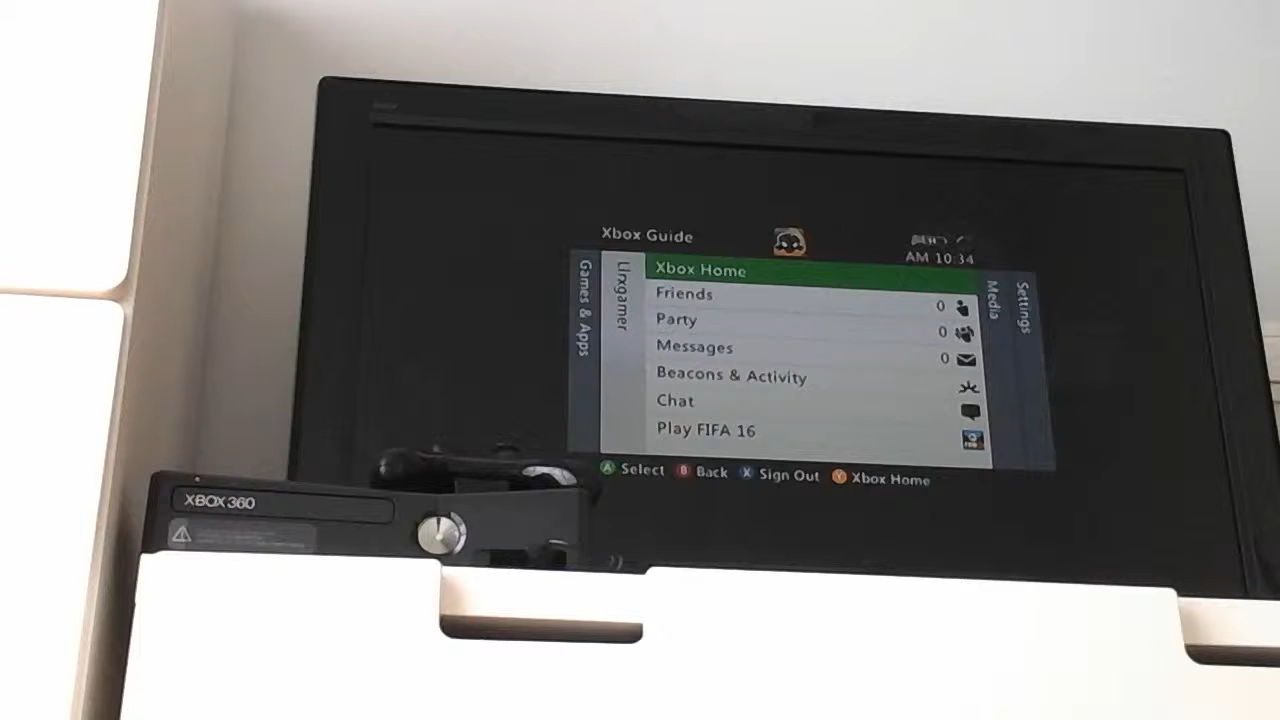 Xbox Guide
AM 10:34
Games & Apps
Lirxgamer
Xbox Home
Friends 0
Party 0
Messages 0
Beacons & Activity
Chat
Play FIFA 16
Media
Settings
A Select B Back X Sign Out Y Xbox Home
XBOX 360